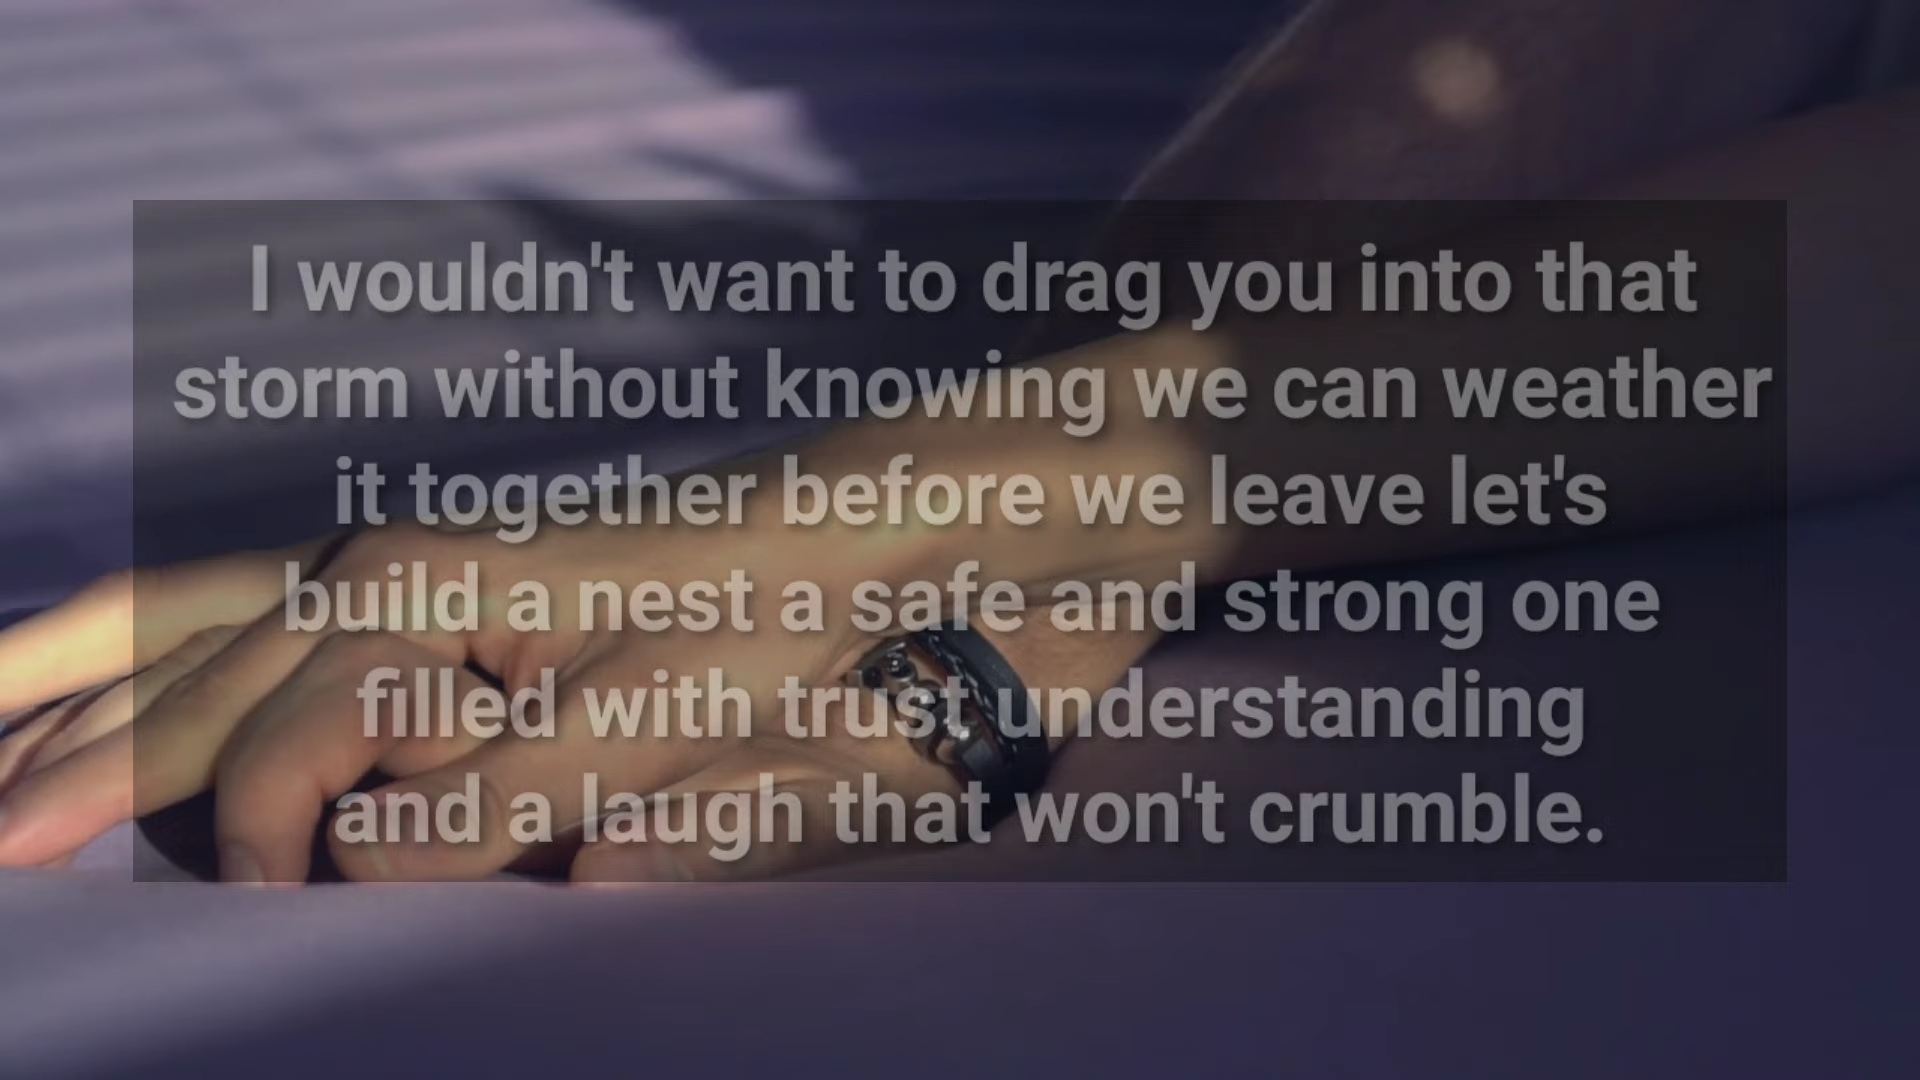 I wouldn't want to drag you into that
storm without knowing we can weather
it together before we leave let's
build a nest a safe and strong one
filled with trust understanding
and a laugh that won't crumble.